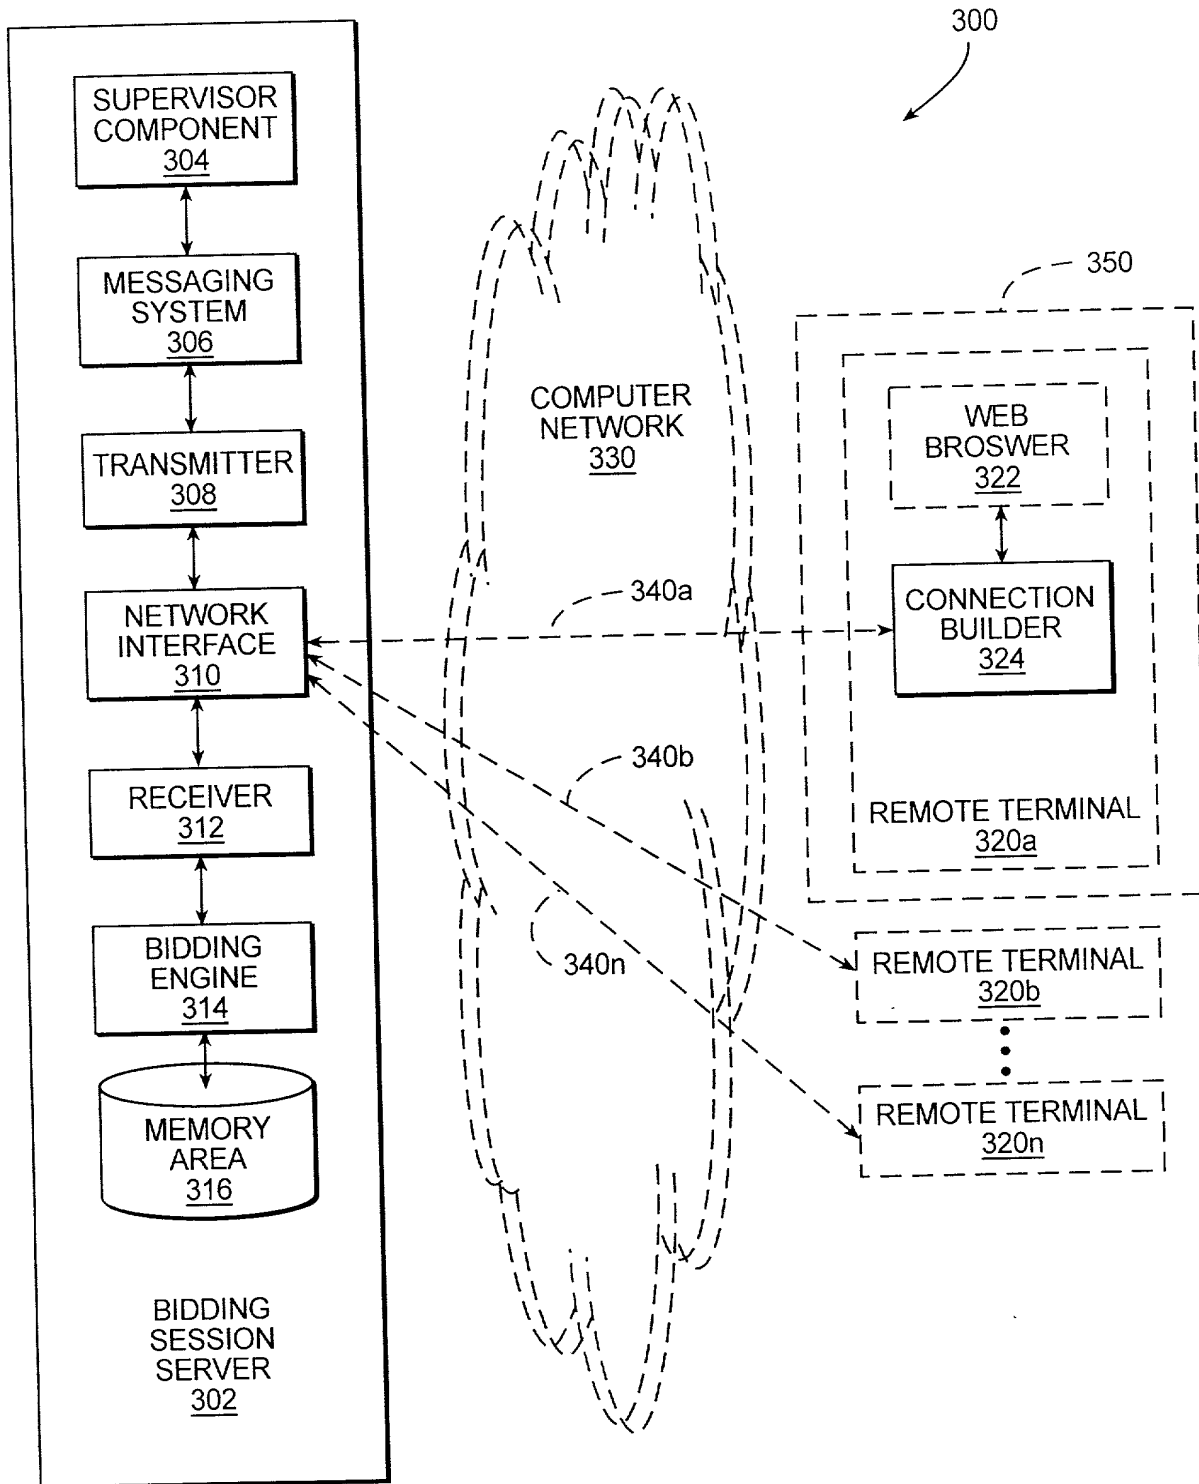 300
SUPERVISOR
COMPONENT
304
MESSAGING
SYSTEM
306
TRANSMITTER
308
NETWORK
INTERFACE
310
RECEIVER
312
BIDDING
ENGINE
314
MEMORY
AREA
316
BIDDING
SESSION
SERVER
302
COMPUTER
NETWORK
330
340a
340b
340n
350
WEB
BROSWER
322
CONNECTION
BUILDER
324
REMOTE TERMINAL
320a
REMOTE TERMINAL
320b
REMOTE TERMINAL
320n